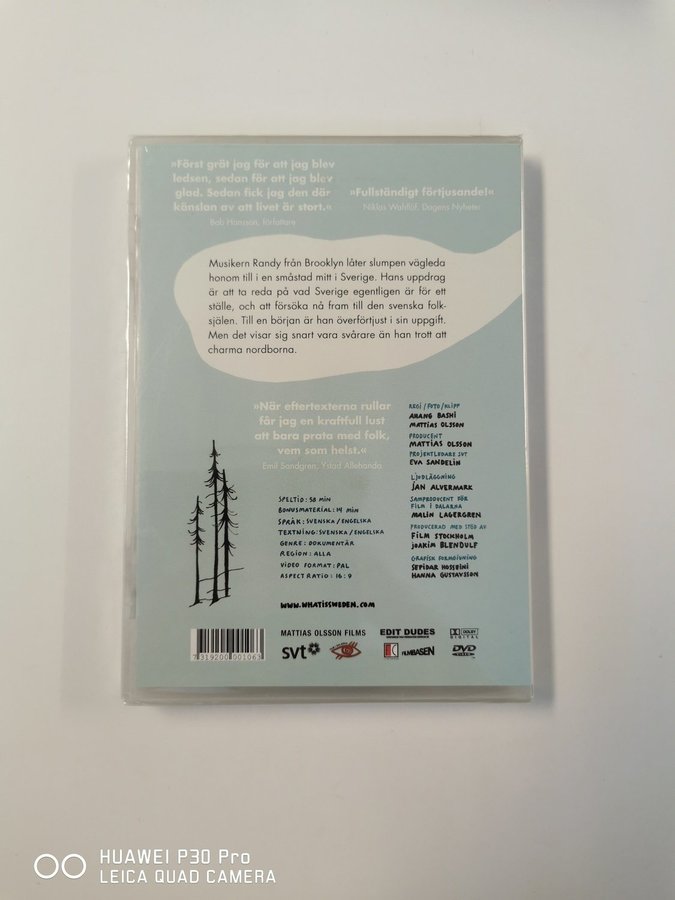 »Först grät jag för att jag blev
ledsen, sedan för att jag blev
glad. Sedan fick jag den där
känslan av att livet är stort.«
Bob Hansson, författare
»Fullständigt förtjusande!«
Niklas Wahllöf, Dagens Nyheter
Musikern Randy från Brooklyn låter slumpen vägleda
honom till i en småstad mitt i Sverige. Hans uppdrag
är att ta reda på vad Sverige egentligen är för ett
ställe, och att försöka nå fram till den svenska folk-
själen. Till en början är han överförtjust i sin uppgift.
Men det visar sig snart vara svårare än han trott att
charma nordborna.
»När eftertexterna rullar
får jag en kraftfull lust
att bara prata med folk,
vem som helst.«
Emil Sandgren, Ystad Allehanda
SPELTID: 58 MIN
BONUSMATERIAL: 14 MIN
SPRÅK: SVENSKA/ENGELSKA
TEXTNING: SVENSKA/ENGELSKA
GENRE: DOKUMENTÄR
REGION: ALLA
VIDEO FORMAT: PAL
ASPECT RATIO: 16:9
WWW.WHATISSWEDEN.COM
REGI/FOTO/KLIPP
AHANG BASHI
MATTIAS OLSSON
PRODUCENT
MATTIAS OLSSON
PROJEKTLEDARE SVT
EVA SANDELIN
LJUDLÄGGNING
JAN ALVERMARK
SAMPRODUCENT FÖR
FILM I DALARNA
MALIN LAGERGREN
PRODUCERAD MED STÖD AV
FILM STOCKHOLM
JOAKIM BLENDULF
GRAFISK FORMGIVNING
SEPIDAR HOSSEINI
HANNA GUSTAVSSON
7 319200 005063
MATTIAS OLSSON FILMS
EDIT DUDES
DOLBY
DIGITAL
svt
FILMBASEN
DVD
VIDEO
HUAWEI P30 Pro
LEICA QUAD CAMERA